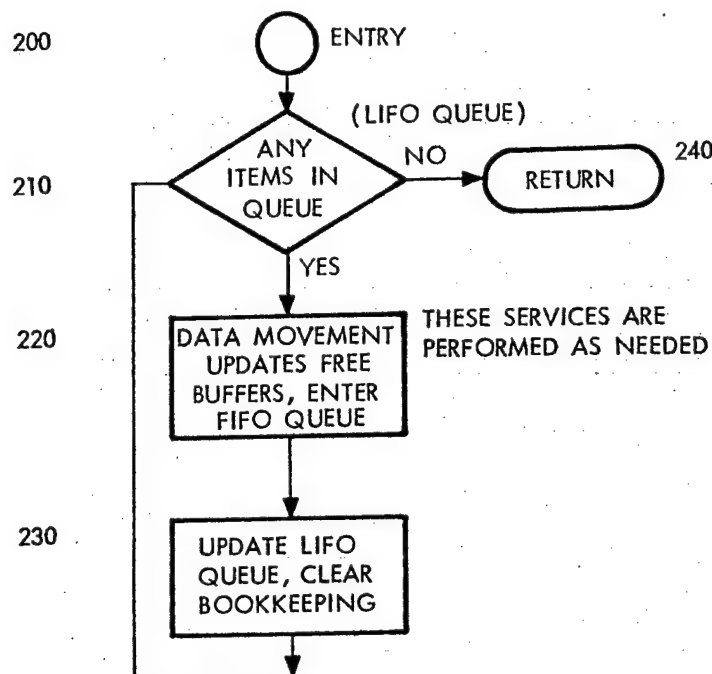 200
ENTRY
(LIFO QUEUE)
ANY
ITEMS IN
QUEUE
NO
240
RETURN
210
YES
220
DATA MOVEMENT
UPDATES FREE
BUFFERS, ENTER
FIFO QUEUE
THESE SERVICES ARE
PERFORMED AS NEEDED
230
UPDATE LIFO
QUEUE, CLEAR
BOOKKEEPING